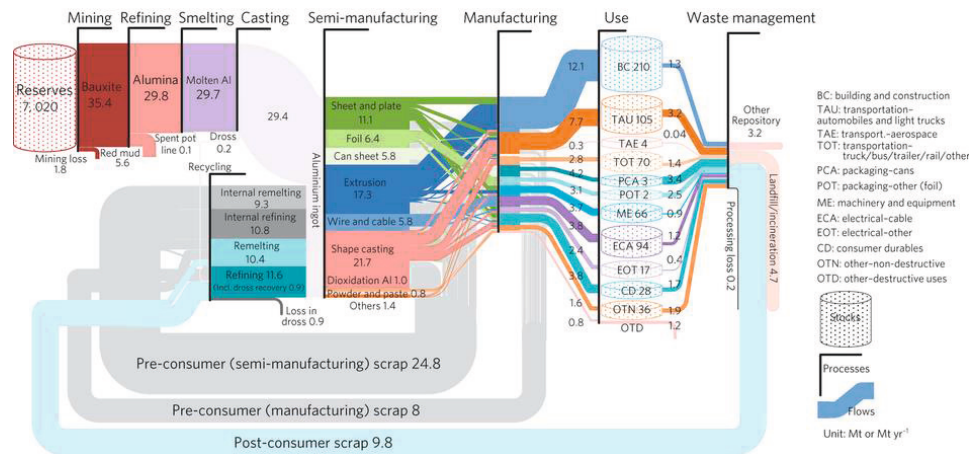 Mining Refining Smelting Casting Semi-manufacturing Manufacturing Use Waste management
Reserves
7,020
Bauxite
35.4
Alumina
29.8
Molten Al
29.7
29.4
Mining loss
1.8
Red mud
5.6
Spent pot
line 0.1
Dross
0.2
Recycling
Internal remelting
9.3
Internal refining
10.8
Remelting
10.4
Refining 11.6
(Incl. dross recovery 0.9)
Loss in
dross 0.9
Aluminium ingot
Sheet and plate
11.1
Foil 6.4
Can sheet 5.8
Extrusion
17.3
Wire and cable 5.8
Shape casting
21.7
Dioxidation Al 1.0
Powder and paste 0.8
Others 1.4
12.1
7.7
0.3
2.8
4.2
3.1
3.7
3.8
2.4
3.8
1.6
0.8
BC 210
TAU 105
TAE 4
TOT 70
PCA 3
POT 2
ME 66
ECA 94
EOT 17
CD 28
OTN 36
OTD
1.3
3.2
0.04
1.4
3.4
2.5
0.9
1.2
0.4
1.7
1.9
1.2
Other
Repository
3.2
Landfill/incineration 4.7
Processing loss 0.2
Pre-consumer (semi-manufacturing) scrap 24.8
Pre-consumer (manufacturing) scrap 8
Post-consumer scrap 9.8
BC: building and construction
TAU: transportation–
automobiles and light trucks
TAE: transport.–aerospace
TOT: transportation–
truck/bus/trailer/rail/other
PCA: packaging–cans
POT: packaging–other (foil)
ME: machinery and equipment
ECA: electrical–cable
EOT: electrical–other
CD: consumer durables
OTN: other–non-destructive
OTD: other–destructive uses
Stocks
Processes
Flows
Unit: Mt or Mt yr⁻¹